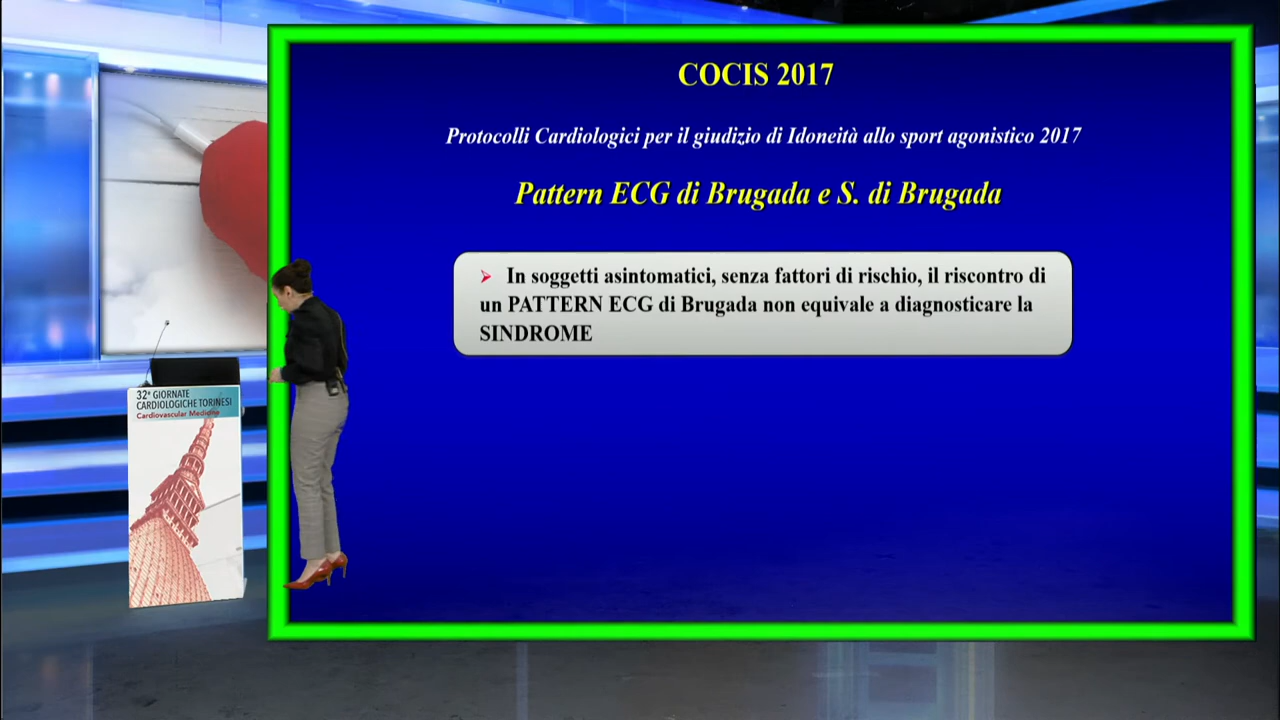 COCIS 2017
Protocolli Cardiologici per il giudizio di Idoneità allo sport agonistico 2017
Pattern ECG di Brugada e S. di Brugada
In soggetti asintomatici, senza fattori di rischio, il riscontro di
un PATTERN ECG di Brugada non equivale a diagnosticare la
SINDROME
32e GIORNATE
CARDIOLOGICHE TORINESI
Cardiovascular Medicine